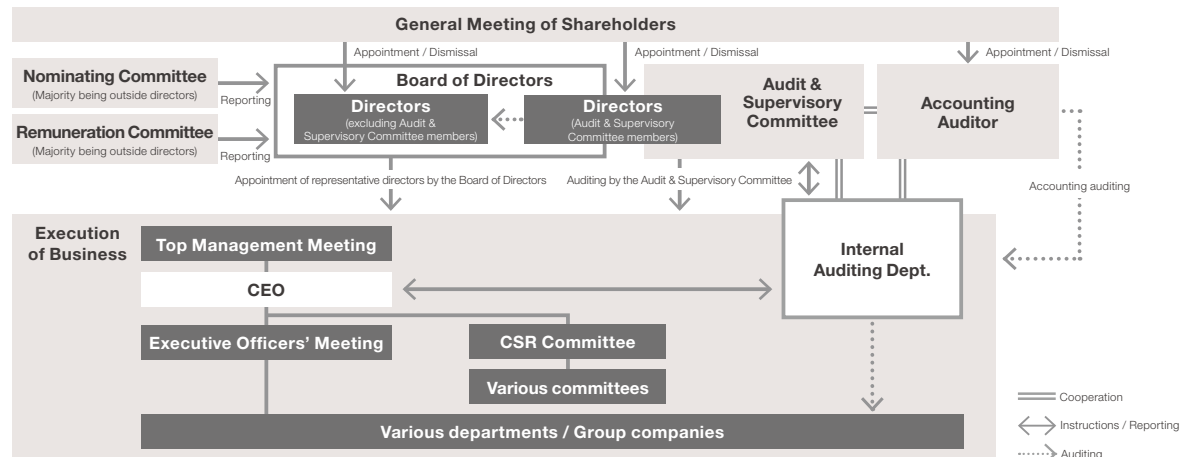 General Meeting of Shareholders
Appointment / Dismissal
Appointment / Dismissal
Appointment / Dismissal
Nominating Committee
(Majority being outside directors)
Reporting
Remuneration Committee
(Majority being outside directors)
Reporting
Board of Directors
Directors
(excluding Audit &
Supervisory Committee members)
Directors
(Audit & Supervisory
Committee members)
Audit &
Supervisory
Committee
Accounting
Auditor
Appointment of representative directors by the Board of Directors
Auditing by the Audit & Supervisory Committee
Accounting auditing
Execution
of Business
Top Management Meeting
CEO
Internal
Auditing Dept.
Executive Officers’ Meeting
CSR Committee
Various committees
Various departments / Group companies
Cooperation
Instructions / Reporting
Auditing